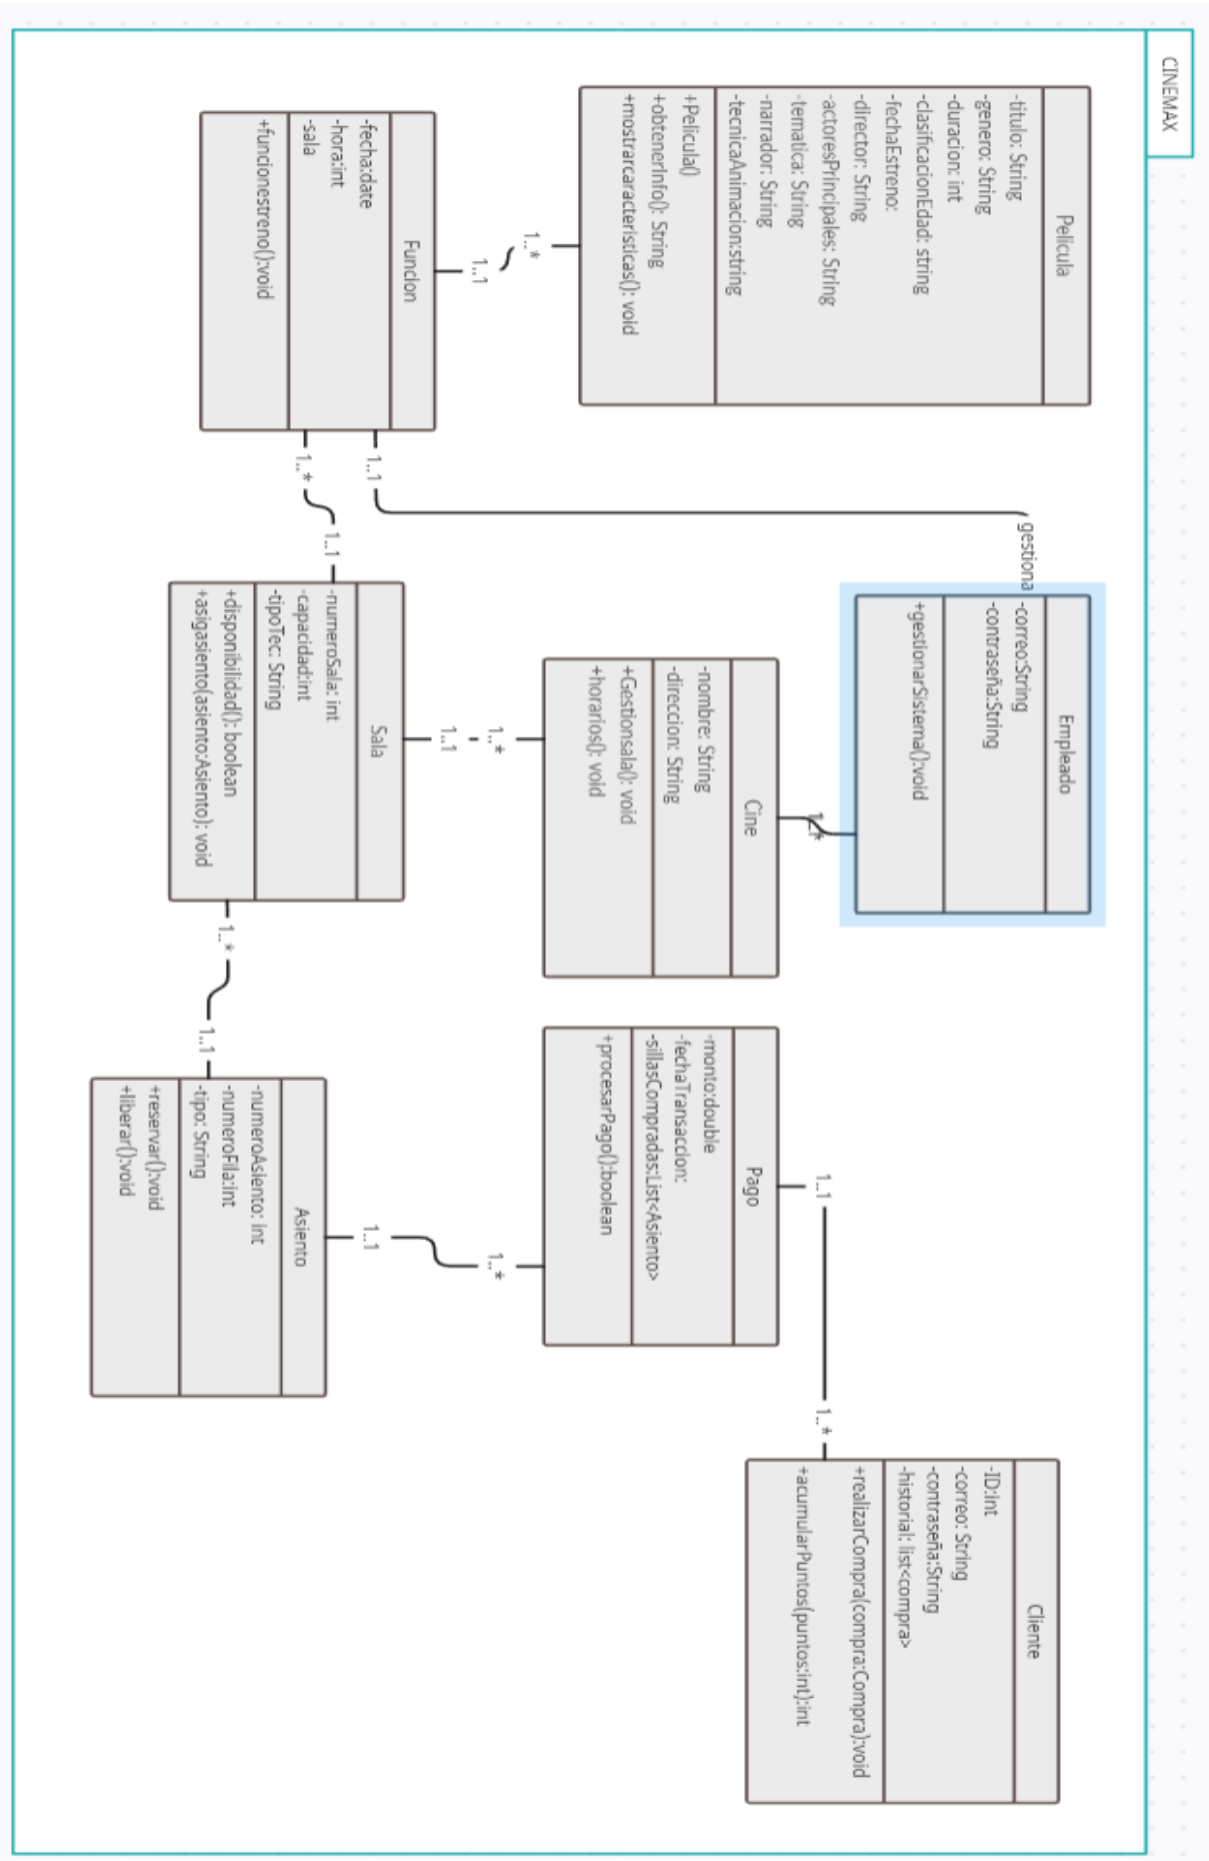 CINEMAX
Pelicula
-titulo: String
-genero: String
-duracion: int
-clasificacionEdad: string
-fechaEstreno:
-director: String
-actoresPrincipales: String
-tematica: String
-narrador: String
-tecnicaAnimacion:string
+Pelicula()
+obtenerInfo(): String
+mostrarcaracteristicas(): void
1..*
1..1
Funcion
-fecha:date
-hora:int
-sala
+funcionestreno():void
1..1
gestiona
1..*
1..1
Empleado
-correo:String
-contraseña:String
+gestionarSistema():void
Cine
-nombre: String
-direccion: String
+Gestionsala(): void
+horarios(): void
1..*
1..1
Sala
-numeroSala: int
-capacidad:int
-tipoTec: String
+disponibilidad(): boolean
+asigasiento(asiento:Asiento): void
1..*
1..1
Pago
-monto:double
-fechaTransaccion:
-sillasCompradas:List<Asiento>
+procesarPago():boolean
1..1
1..*
1..*
1..1
Asiento
-numeroAsiento: int
-numeroFila:int
-tipo: String
+reservar():void
+liberar():void
Cliente
-ID:int
-correo: String
-contraseña:String
-historial: list<compra>
+realizarCompra(compra:Compra):void
+acumularPuntos(puntos:int):int